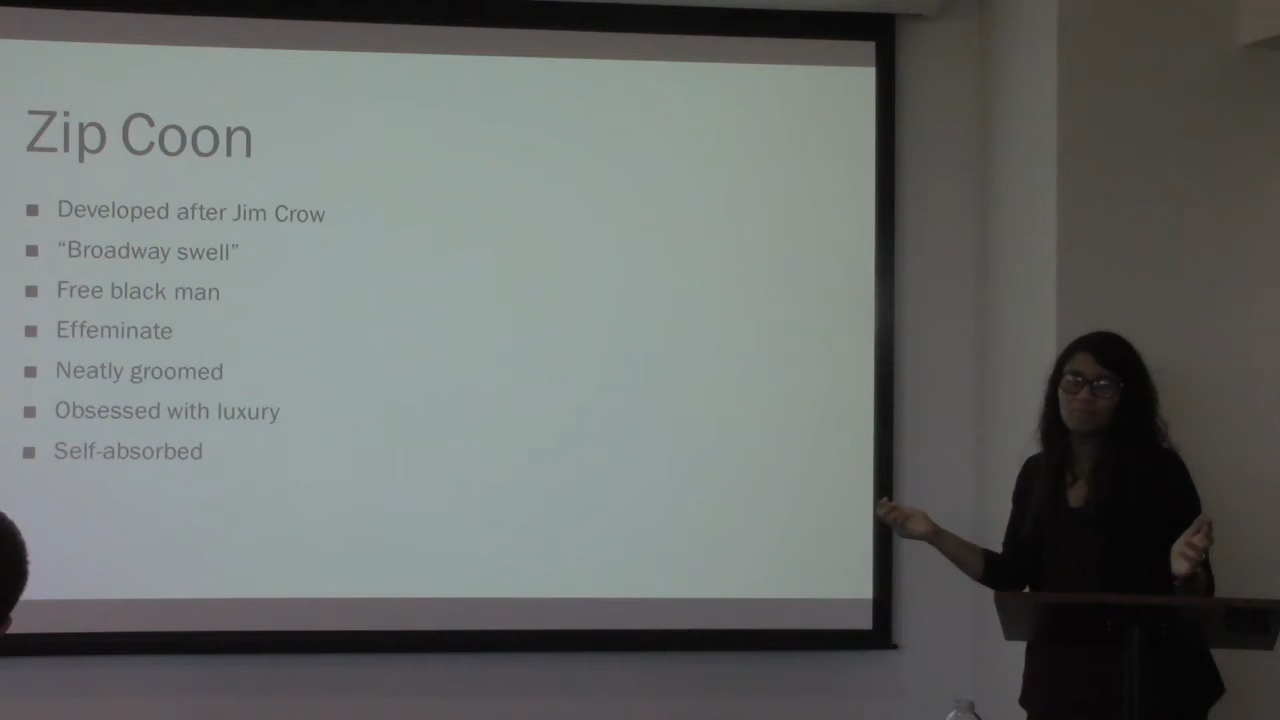 Zip Coon
■ Developed after Jim Crow
■ “Broadway swell”
■ Free black man
■ Effeminate
■ Neatly groomed
■ Obsessed with luxury
■ Self-absorbed